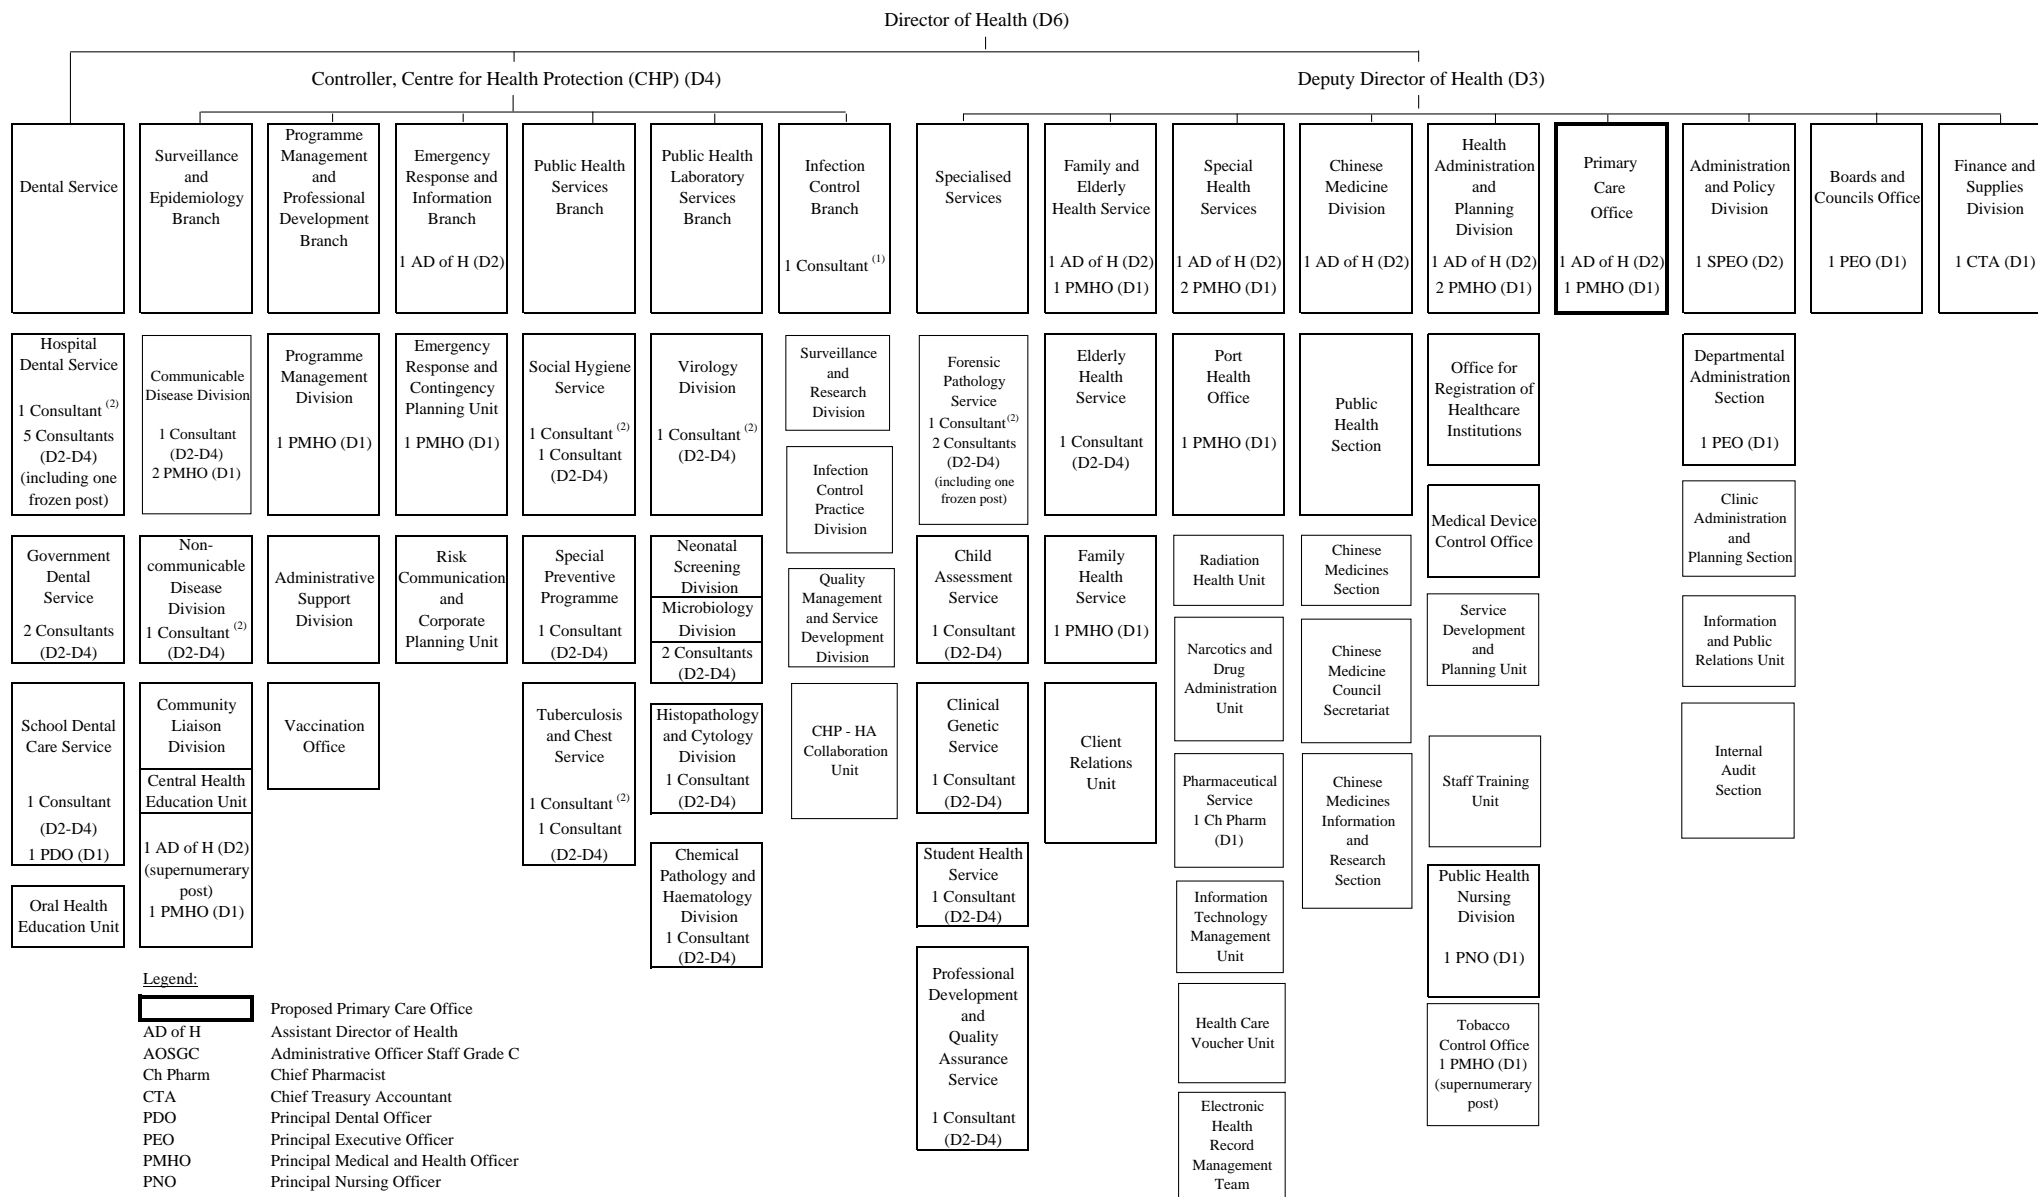 Director of Health (D6)
Controller, Centre for Health Protection (CHP) (D4)
Deputy Director of Health (D3)
Dental Service
Surveillance
and
Epidemiology
Branch
Programme
Management
and
Professional
Development
Branch
Emergency
Response and
Information
Branch
1 AD of H (D2)
Public Health
Services
Branch
Public Health
Laboratory
Services
Branch
Infection
Control
Branch
1 Consultant (1)
Specialised
Services
Family and
Elderly
Health Service
1 AD of H (D2)
1 PMHO (D1)
Special
Health
Services
1 AD of H (D2)
2 PMHO (D1)
Chinese
Medicine
Division
1 AD of H (D2)
Health
Administration
and
Planning
Division
1 AD of H (D2)
2 PMHO (D1)
Primary
Care
Office
1 AD of H (D2)
1 PMHO (D1)
Administration
and Policy
Division
1 SPEO (D2)
Boards and
Councils Office
1 PEO (D1)
Finance and
Supplies
Division
1 CTA (D1)
Hospital
Dental Service
1 Consultant (2)
5 Consultants
(D2-D4)
(including one
frozen post)
Government
Dental
Service
2 Consultants
(D2-D4)
School Dental
Care Service
1 Consultant
(D2-D4)
1 PDO (D1)
Oral Health
Education Unit
Communicable
Disease Division
1 Consultant
(D2-D4)
2 PMHO (D1)
Non-
communicable
Disease
Division
1 Consultant (2)
(D2-D4)
Community
Liaison
Division
Central Health
Education Unit
1 AD of H (D2)
(supernumerary
post)
1 PMHO (D1)
Programme
Management
Division
1 PMHO (D1)
Administrative
Support
Division
Vaccination
Office
Emergency
Response and
Contingency
Planning Unit
1 PMHO (D1)
Risk
Communication
and
Corporate
Planning Unit
Social Hygiene
Service
1 Consultant (2)
1 Consultant
(D2-D4)
Special
Preventive
Programme
1 Consultant
(D2-D4)
Tuberculosis
and Chest
Service
1 Consultant (2)
1 Consultant
(D2-D4)
Virology
Division
1 Consultant (2)
(D2-D4)
Neonatal
Screening
Division
Microbiology
Division
2 Consultants
(D2-D4)
Histopathology
and Cytology
Division
1 Consultant
(D2-D4)
Chemical
Pathology and
Haematology
Division
1 Consultant
(D2-D4)
Surveillance
and
Research
Division
Infection
Control
Practice
Division
Quality
Management
and Service
Development
Division
CHP - HA
Collaboration
Unit
Forensic
Pathology
Service
1 Consultant(2)
2 Consultants
(D2-D4)
(including one
frozen post)
Child
Assessment
Service
1 Consultant
(D2-D4)
Clinical
Genetic
Service
1 Consultant
(D2-D4)
Student Health
Service
1 Consultant
(D2-D4)
Professional
Development
and
Quality
Assurance
Service
1 Consultant
(D2-D4)
Elderly
Health
Service
1 Consultant
(D2-D4)
Family
Health
Service
1 PMHO (D1)
Client
Relations
Unit
Port
Health
Office
1 PMHO (D1)
Radiation
Health Unit
Narcotics and
Drug
Administration
Unit
Pharmaceutical
Service
1 Ch Pharm
(D1)
Information
Technology
Management
Unit
Health Care
Voucher Unit
Electronic
Health
Record
Management
Team
Public
Health
Section
Chinese
Medicines
Section
Chinese
Medicine
Council
Secretariat
Chinese
Medicines
Information
and
Research
Section
Office for
Registration of
Healthcare
Institutions
Medical Device
Control Office
Service
Development
and
Planning Unit
Staff Training
Unit
Public Health
Nursing
Division
1 PNO (D1)
Tobacco
Control Office
1 PMHO (D1)
(supernumerary
post)
Departmental
Administration
Section
1 PEO (D1)
Clinic
Administration
and
Planning Section
Information
and Public
Relations Unit
Internal
Audit
Section
Legend:
Proposed Primary Care Office
AD of H Assistant Director of Health
AOSGC Administrative Officer Staff Grade C
Ch Pharm Chief Pharmacist
CTA Chief Treasury Accountant
PDO Principal Dental Officer
PEO Principal Executive Officer
PMHO Principal Medical and Health Officer
PNO Principal Nursing Officer